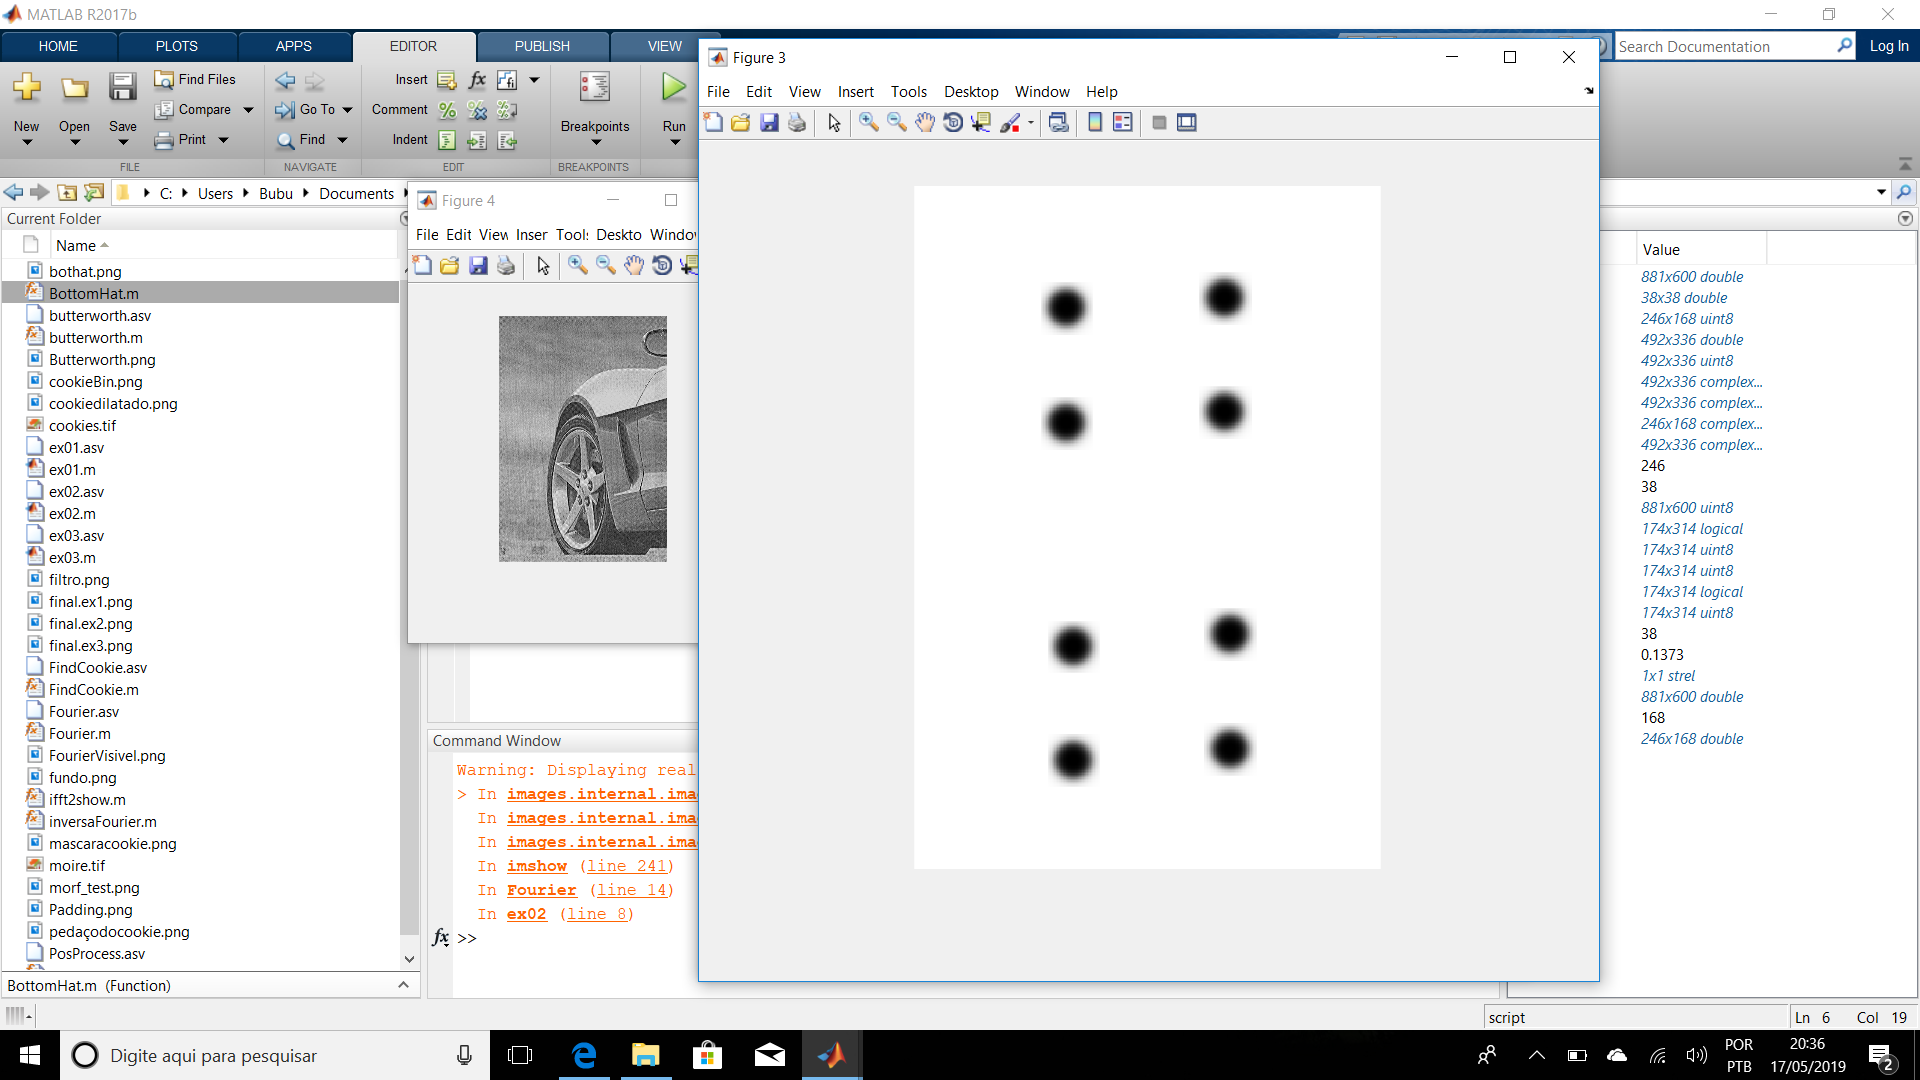 MATLAB R2017b
HOME PLOTS APPS EDITOR PUBLISH VIEW
Search Documentation Log In
New Open Save Find Files Compare Print
FILE
Go To Find
NAVIGATE
Insert Comment Indent
EDIT
Breakpoints
BREAKPOINTS
Run
C: Users Bubu Documents
Current Folder
Name
bothat.png
BottomHat.m
butterworth.asv
butterworth.m
Butterworth.png
cookieBin.png
cookiedilatado.png
cookies.tif
ex01.asv
ex01.m
ex02.asv
ex02.m
ex03.asv
ex03.m
filtro.png
final.ex1.png
final.ex2.png
final.ex3.png
FindCookie.asv
FindCookie.m
Fourier.asv
Fourier.m
FourierVisivel.png
fundo.png
ifft2show.m
inversaFourier.m
mascaracookie.png
moire.tif
morf_test.png
Padding.png
pedaçodocookie.png
PosProcess.asv
BottomHat.m (Function)
Figure 4
File Edit View Inser Tools Deskto Windo
Figure 3
File Edit View Insert Tools Desktop Window Help
Command Window
Warning: Displaying real
> In images.internal.ima
In images.internal.ima
In images.internal.ima
In imshow (line 241)
In Fourier (line 14)
In ex02 (line 8)
fx >>
Value
881x600 double
38x38 double
246x168 uint8
492x336 double
492x336 uint8
492x336 complex...
492x336 complex...
246x168 complex...
492x336 complex...
246
38
881x600 uint8
174x314 logical
174x314 uint8
174x314 uint8
174x314 logical
174x314 uint8
38
0.1373
1x1 strel
881x600 double
168
246x168 double
script Ln 6 Col 19
Digite aqui para pesquisar
POR
PTB
20:36
17/05/2019
2